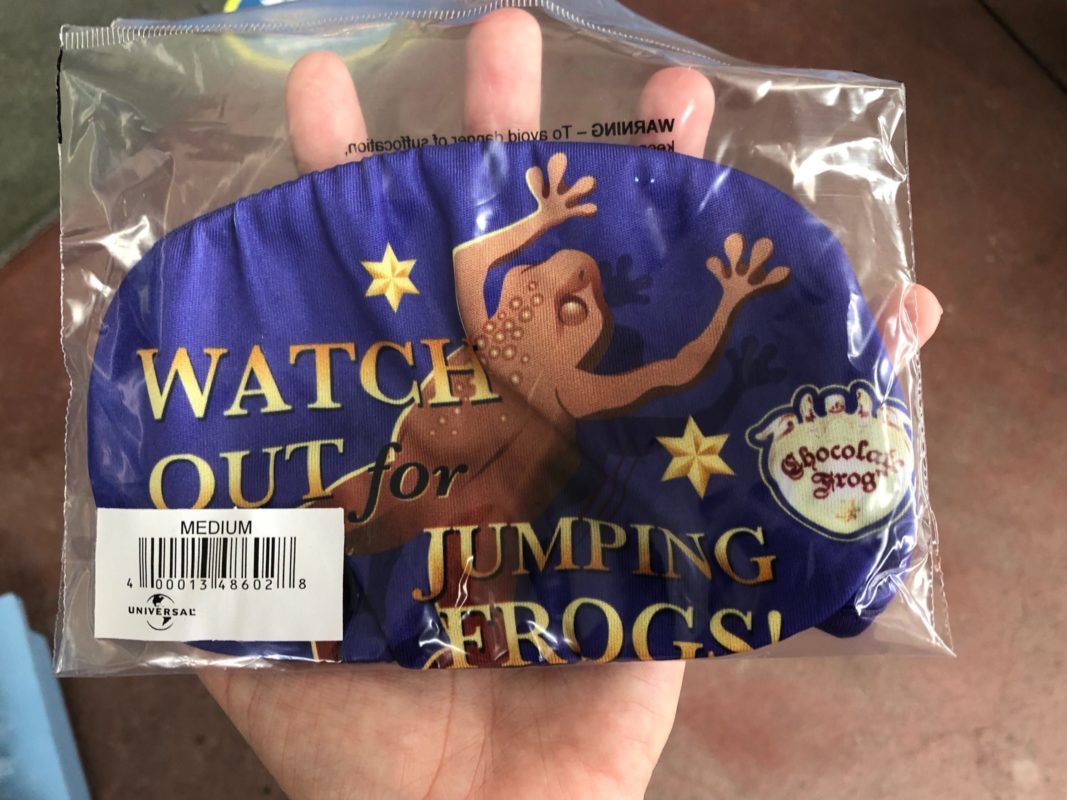 WARNING – To avoid danger of suffocation,
WATCH
OUT for
JUMPING
FROGS!
Chocolate
Frog
MEDIUM
4 00013 48602 8
UNIVERSAL